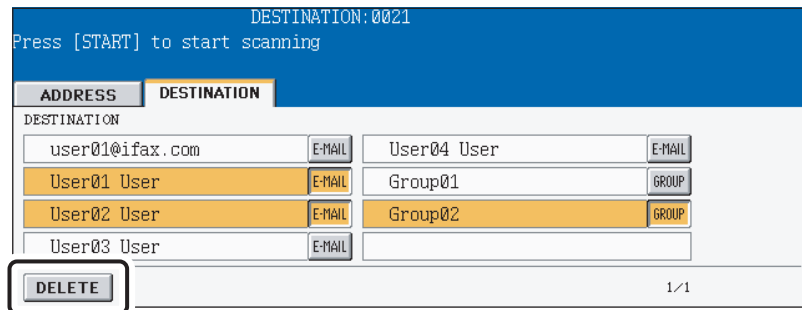 DESTINATION:0021
Press [START] to start scanning
ADDRESS DESTINATION
DESTINATION
user01@ifax.com E-MAIL User04 User E-MAIL
User01 User E-MAIL Group01 GROUP
User02 User E-MAIL Group02 GROUP
User03 User E-MAIL
DELETE 1/1